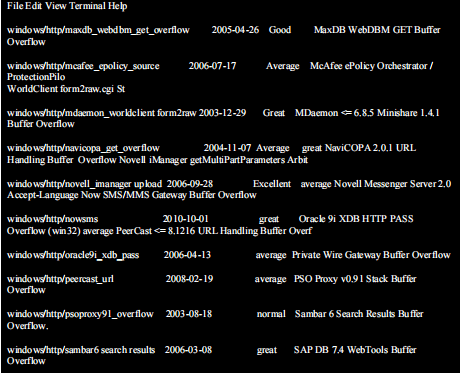 File Edit View Terminal Help
windows/http/maxdb_webdbm_get_overflow 2005-04-26 Good MaxDB WebDBM GET Buffer
Overflow
windows/http/mcafee_epolicy_source 2006-07-17 Average McAfee ePolicy Orchestrator /
ProtectionPilo
WorldClient form2raw.cgi St
windows/http/mdaemon_worldclient form2raw 2003-12-29 Great MDaemon <= 6.8.5 Minishare 1.4.1
Buffer Overflow
windows/http/navicopa_get_overflow 2004-11-07 Average great NaviCOPA 2.0.1 URL
Handling Buffer Overflow Novell iManager getMultiPartParameters Arbit
windows/http/novell_imanager upload 2006-09-28 Excellent average Novell Messenger Server 2.0
Accept-Language Now SMS/MMS Gateway Buffer Overflow
windows/http/nowsms 2010-10-01 great Oracle 9i XDB HTTP PASS
Overflow (win32) average PeerCast <= 8.1216 URL Handling Buffer Overf
windows/http/oracle9i_xdb_pass 2006-04-13 average Private Wire Gateway Buffer Overflow
windows/http/peercast_url 2008-02-19 average PSO Proxy v0.91 Stack Buffer
Overflow
windows/http/psoproxy91_overflow 2003-08-18 normal Sambar 6 Search Results Buffer
Overflow.
windows/http/sambar6 search results 2006-03-08 great SAP DB 7.4 WebTools Buffer
Overflow